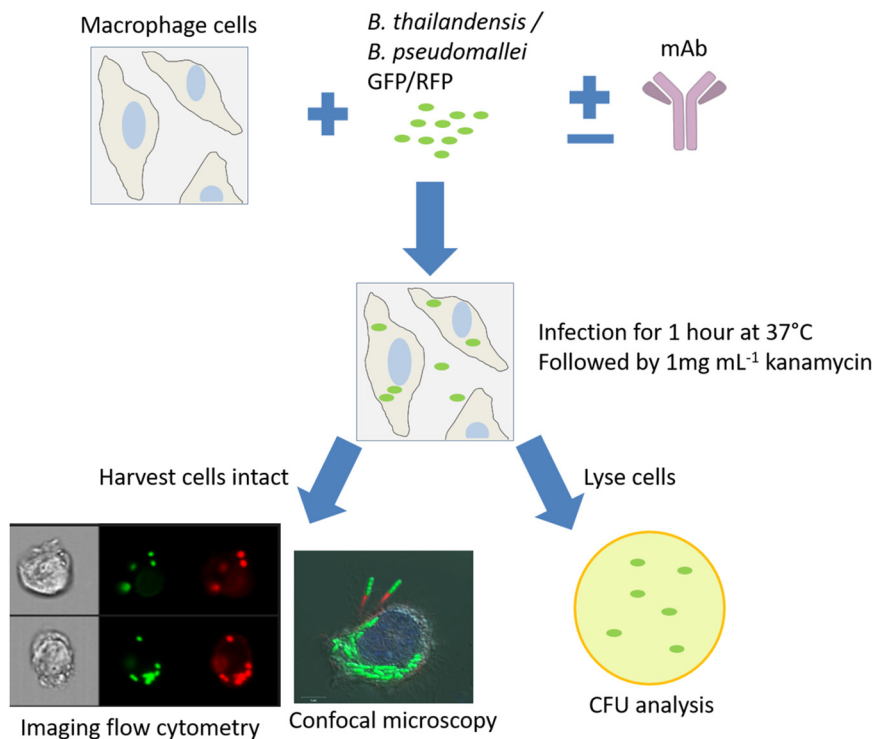 Macrophage cells
B. thailandensis /
B. pseudomallei
GFP/RFP
mAb
Infection for 1 hour at 37°C
Followed by 1mg mL-1 kanamycin
Harvest cells intact
Lyse cells
Imaging flow cytometry
Confocal microscopy
CFU analysis